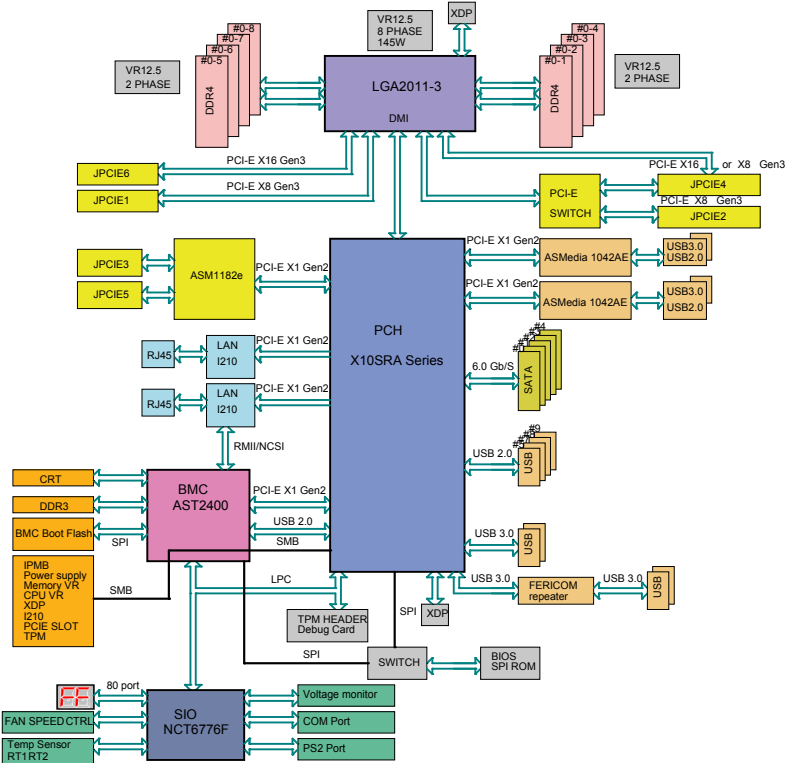 VR12.5
8 PHASE
145W
XDP
#0-8
#0-7
#0-6
#0-5
DDR4
VR12.5
2 PHASE
LGA2011-3
DMI
#0-4
#0-3
#0-2
#0-1
DDR4
VR12.5
2 PHASE
JPCIE6
PCI-E X16 Gen3
JPCIE1
PCI-E X8 Gen3
PCI-E X16 or X8 Gen3
PCI-E
SWITCH
JPCIE4
PCI-E X8 Gen3
JPCIE2
JPCIE3
JPCIE5
ASM1182e
PCI-E X1 Gen2
PCH
X10SRA Series
PCI-E X1 Gen2
ASMedia 1042AE
USB3.0
USB2.0
PCI-E X1 Gen2
ASMedia 1042AE
USB3.0
USB2.0
RJ45
LAN
I210
PCI-E X1 Gen2
RJ45
LAN
I210
PCI-E X1 Gen2
6.0 Gb/S
#4
SATA
RMII/NCSI
USB 2.0
#9
USB
CRT
DDR3
BMC Boot Flash
SPI
BMC
AST2400
PCI-E X1 Gen2
USB 2.0
SMB
USB 3.0
USB
IPMB
Power supply
Memory VR
CPU VR
XDP
I210
PCIE SLOT
TPM
SMB
LPC
TPM HEADER
Debug Card
SPI
XDP
USB 3.0
FERICOM
repeater
USB 3.0
USB
SPI
SWITCH
BIOS
SPI ROM
FF
80 port
FAN SPEED CTRL
Temp Sensor
RT1 RT2
SIO
NCT6776F
Voltage monitor
COM Port
PS2 Port